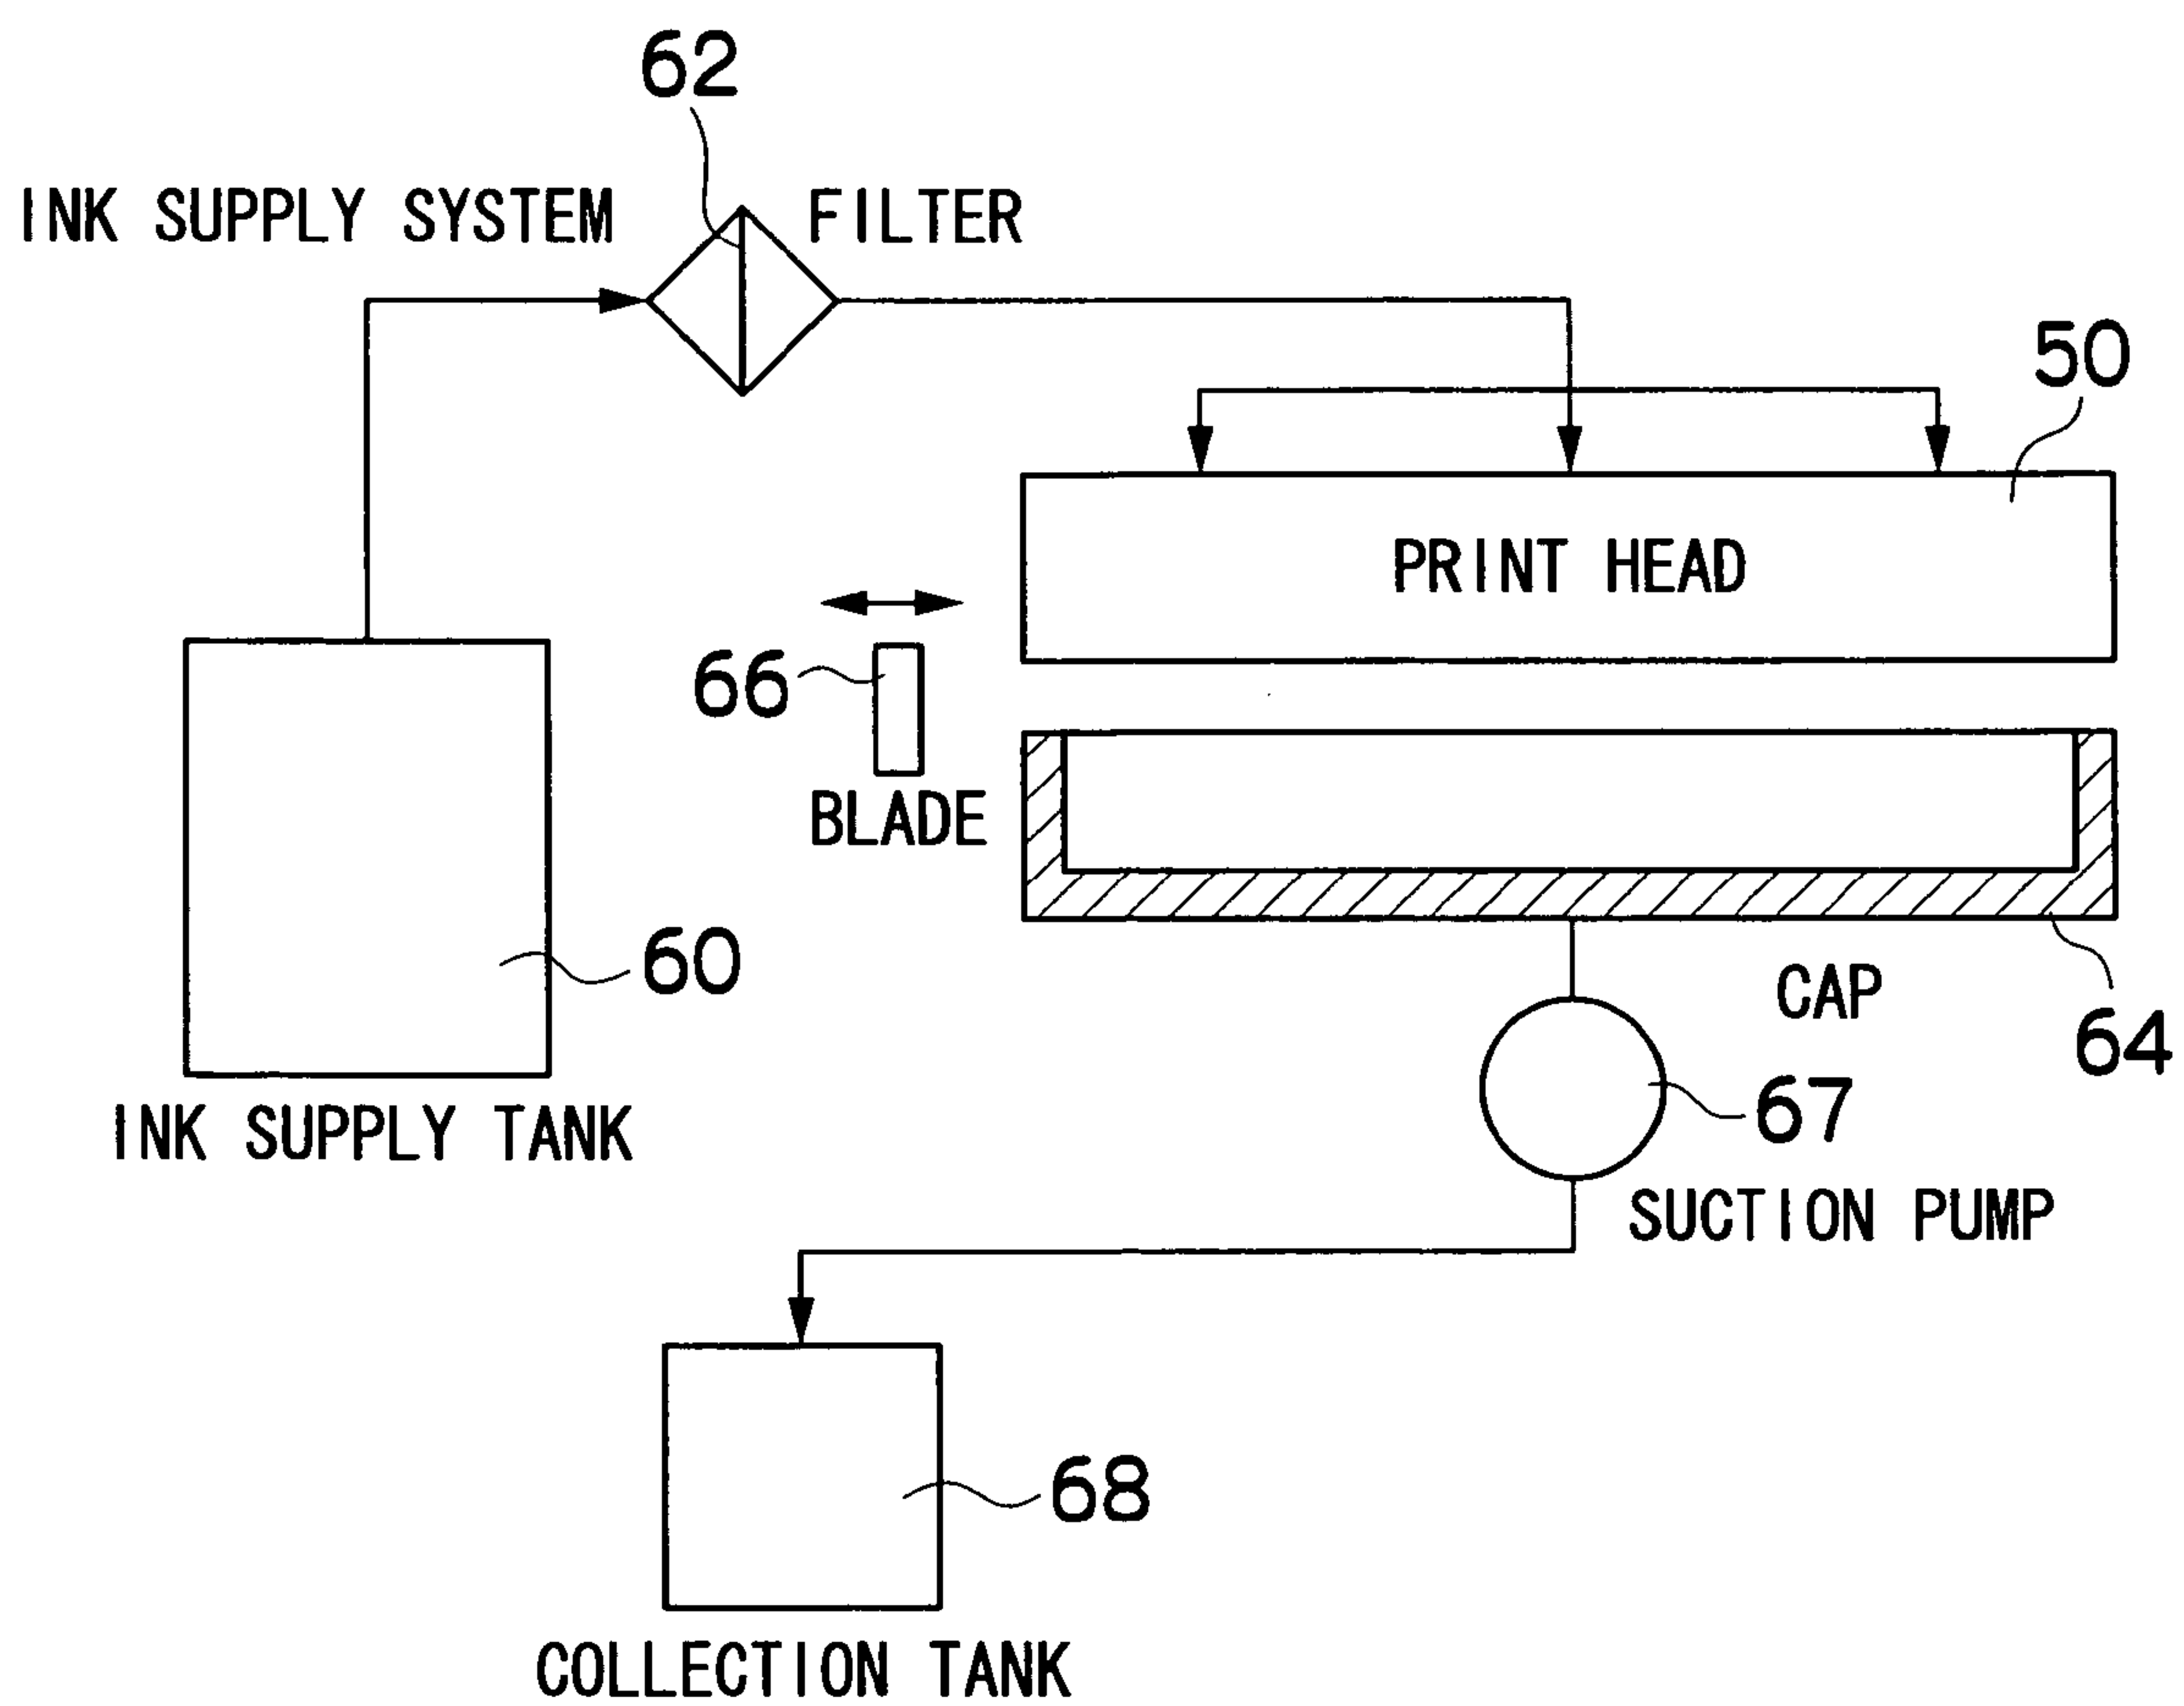 62
INK SUPPLY SYSTEM
FILTER
50
PRINT HEAD
66
BLADE
60
CAP
64
67
INK SUPPLY TANK
SUCTION PUMP
68
COLLECTION TANK